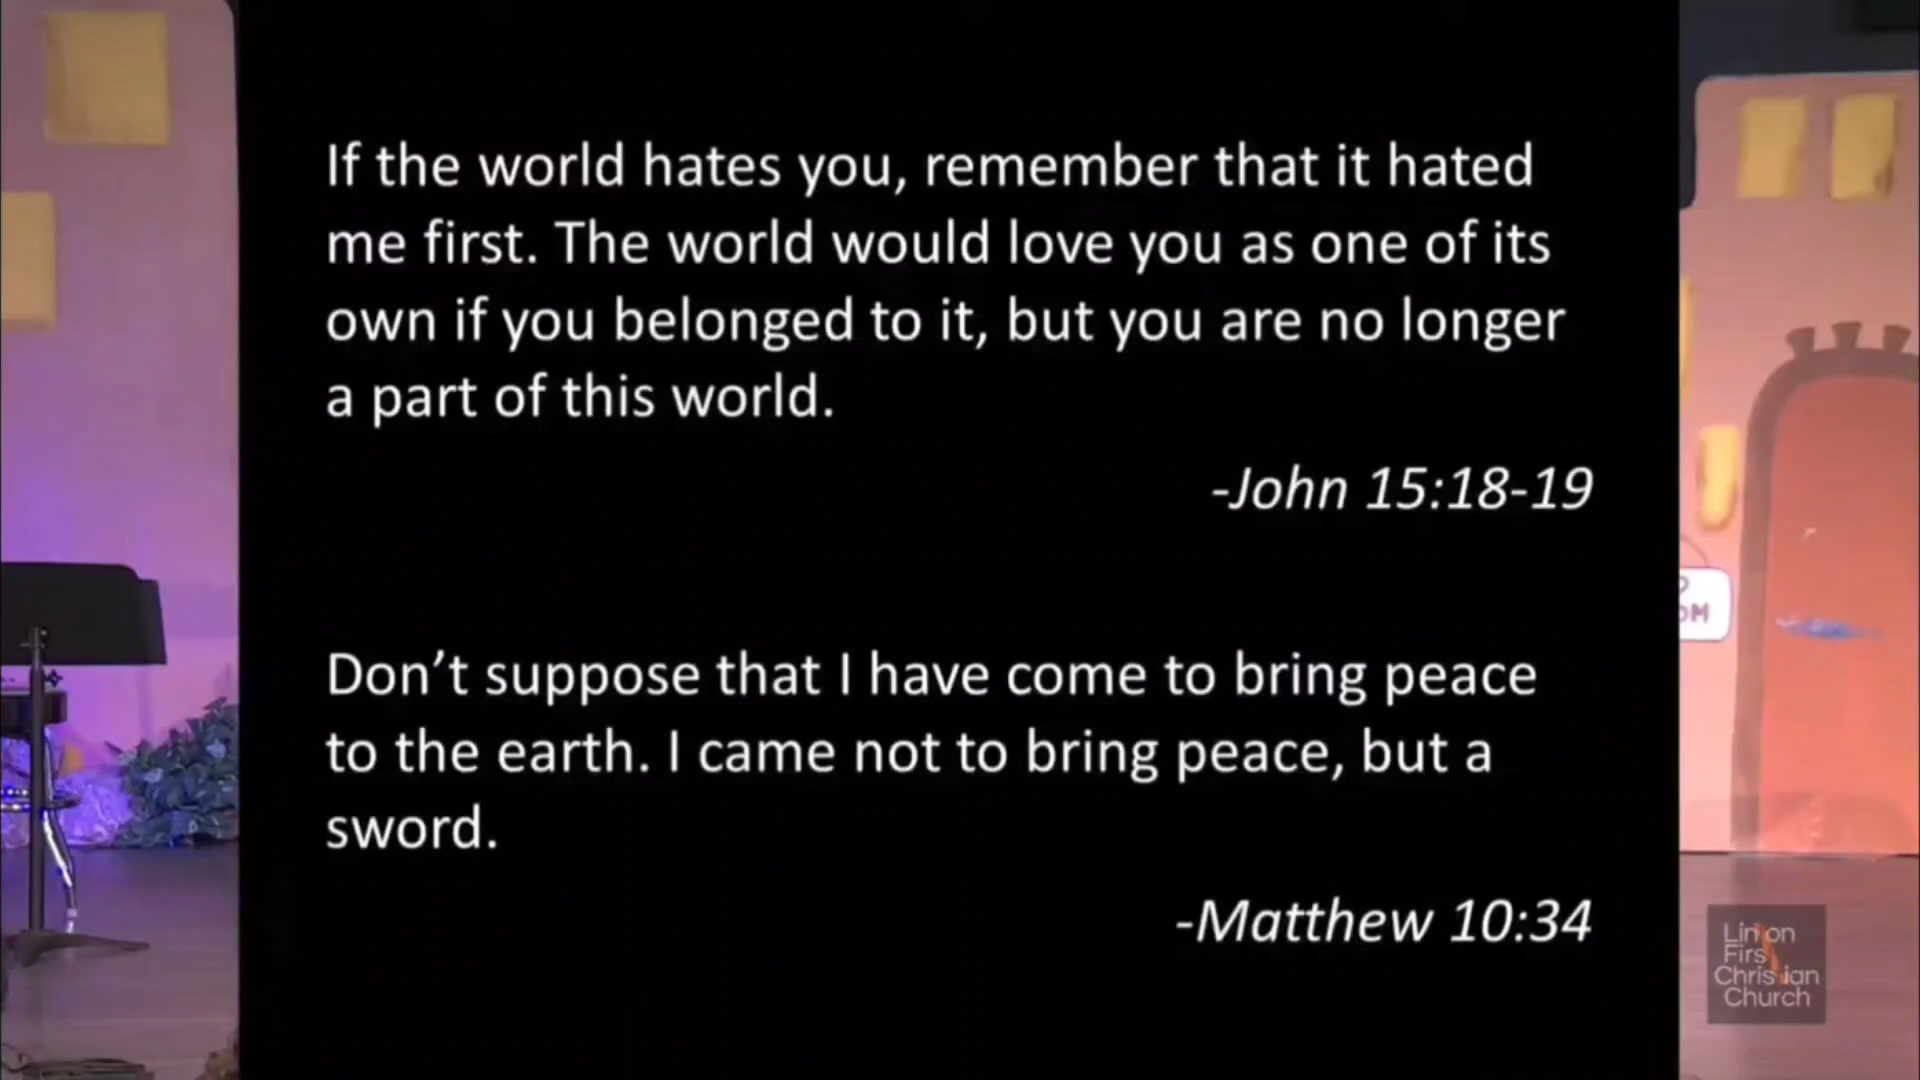 If the world hates you, remember that it hated
me first. The world would love you as one of its
own if you belonged to it, but you are no longer
a part of this world.
-John 15:18-19
Don’t suppose that I have come to bring peace
to the earth. I came not to bring peace, but a
sword.
-Matthew 10:34
Linton
First
Christian
Church